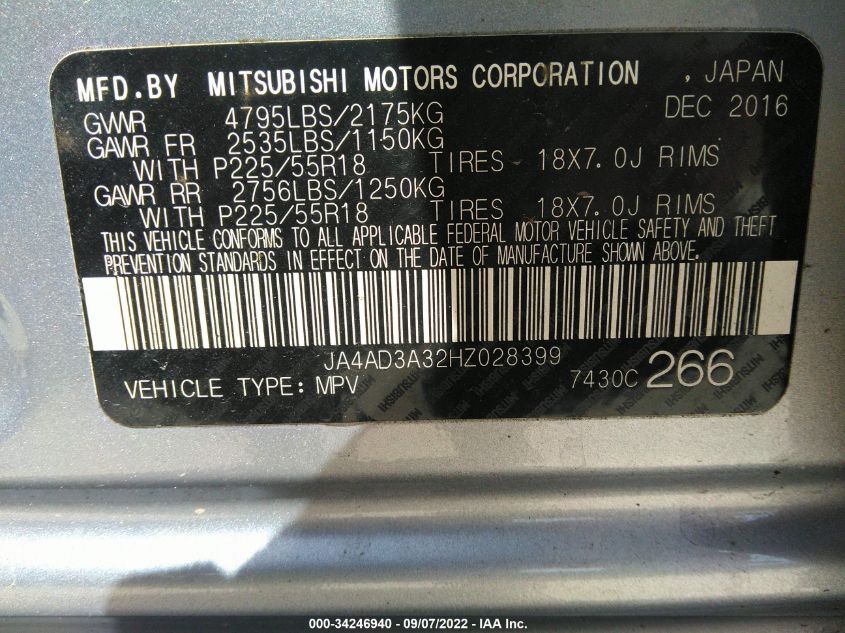 MFD.BY MITSUBISHI MOTORS CORPORATION , JAPAN
GVWR 4795LBS/2175KG DEC 2016
GAWR FR 2535LBS/1150KG
WITH P225/55R18 TIRES 18X7.0J RIMS
GAWR RR 2756LBS/1250KG
WITH P225/55R18 TIRES 18X7.0J RIMS
THIS VEHICLE CONFORMS TO ALL APPLICABLE FEDERAL MOTOR VEHICLE SAFETY AND THEFT
PREVENTION STANDARDS IN EFFECT ON THE DATE OF MANUFACTURE SHOWN ABOVE.
JA4AD3A32HZ028399
VEHICLE TYPE: MPV 7430C 266
000-34246940 - 09/07/2022 - IAA Inc.